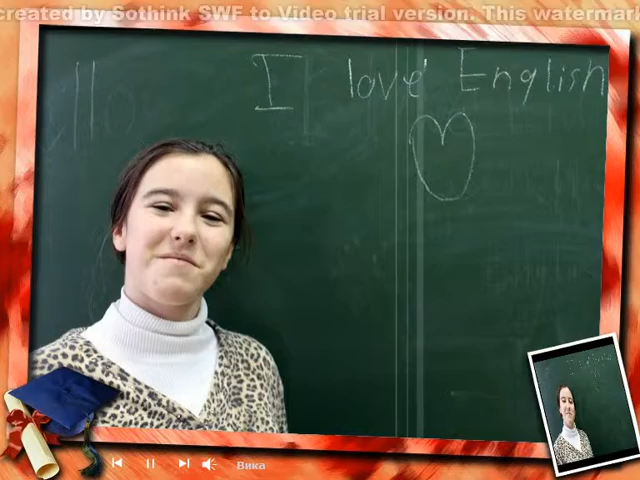 created by Sothink SWF to Video trial version. This watermark
I love English
Вика